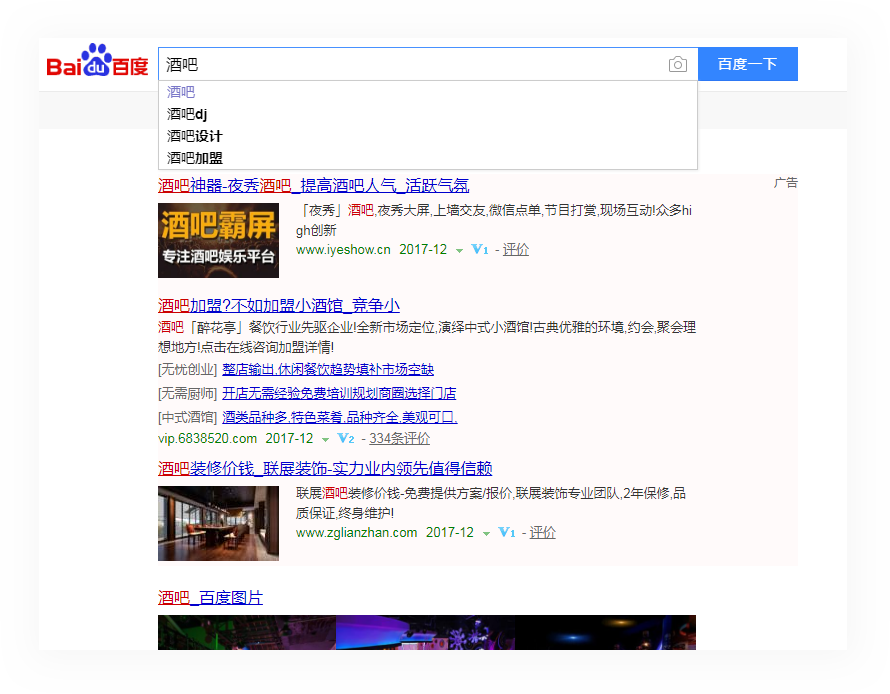 Bai du 百度
酒吧
百度一下
酒吧
酒吧dj
酒吧设计
酒吧加盟
酒吧神器-夜秀酒吧_提高酒吧人气_活跃气氛
广告
酒吧霸屏
专注酒吧娱乐平台
「夜秀」酒吧,夜秀大屏,上墙交友,微信点单,节目打赏,现场互动!众多hi
gh创新
www.iyeshow.cn 2017-12 V1 - 评价
酒吧加盟?不如加盟小酒馆_竞争小
酒吧「醉花亭」餐饮行业先驱企业!全新市场定位,演绎中式小酒馆!古典优雅的环境,约会,聚会理
想地方!点击在线咨询加盟详情!
[无忧创业] 整店输出,休闲餐饮趋势填补市场空缺
[无需厨师] 开店无需经验免费培训规划商圈选择门店
[中式酒馆] 酒类品种多,特色菜肴,品种齐全,美观可口,
vip.6838520.com 2017-12 V2 - 334条评价
酒吧装修价钱_联展装饰-实力业内领先值得信赖
联展酒吧装修价钱-免费提供方案/报价,联展装饰专业团队,2年保修,品
质保证,终身维护!
www.zglianzhan.com 2017-12 V1 - 评价
酒吧_百度图片